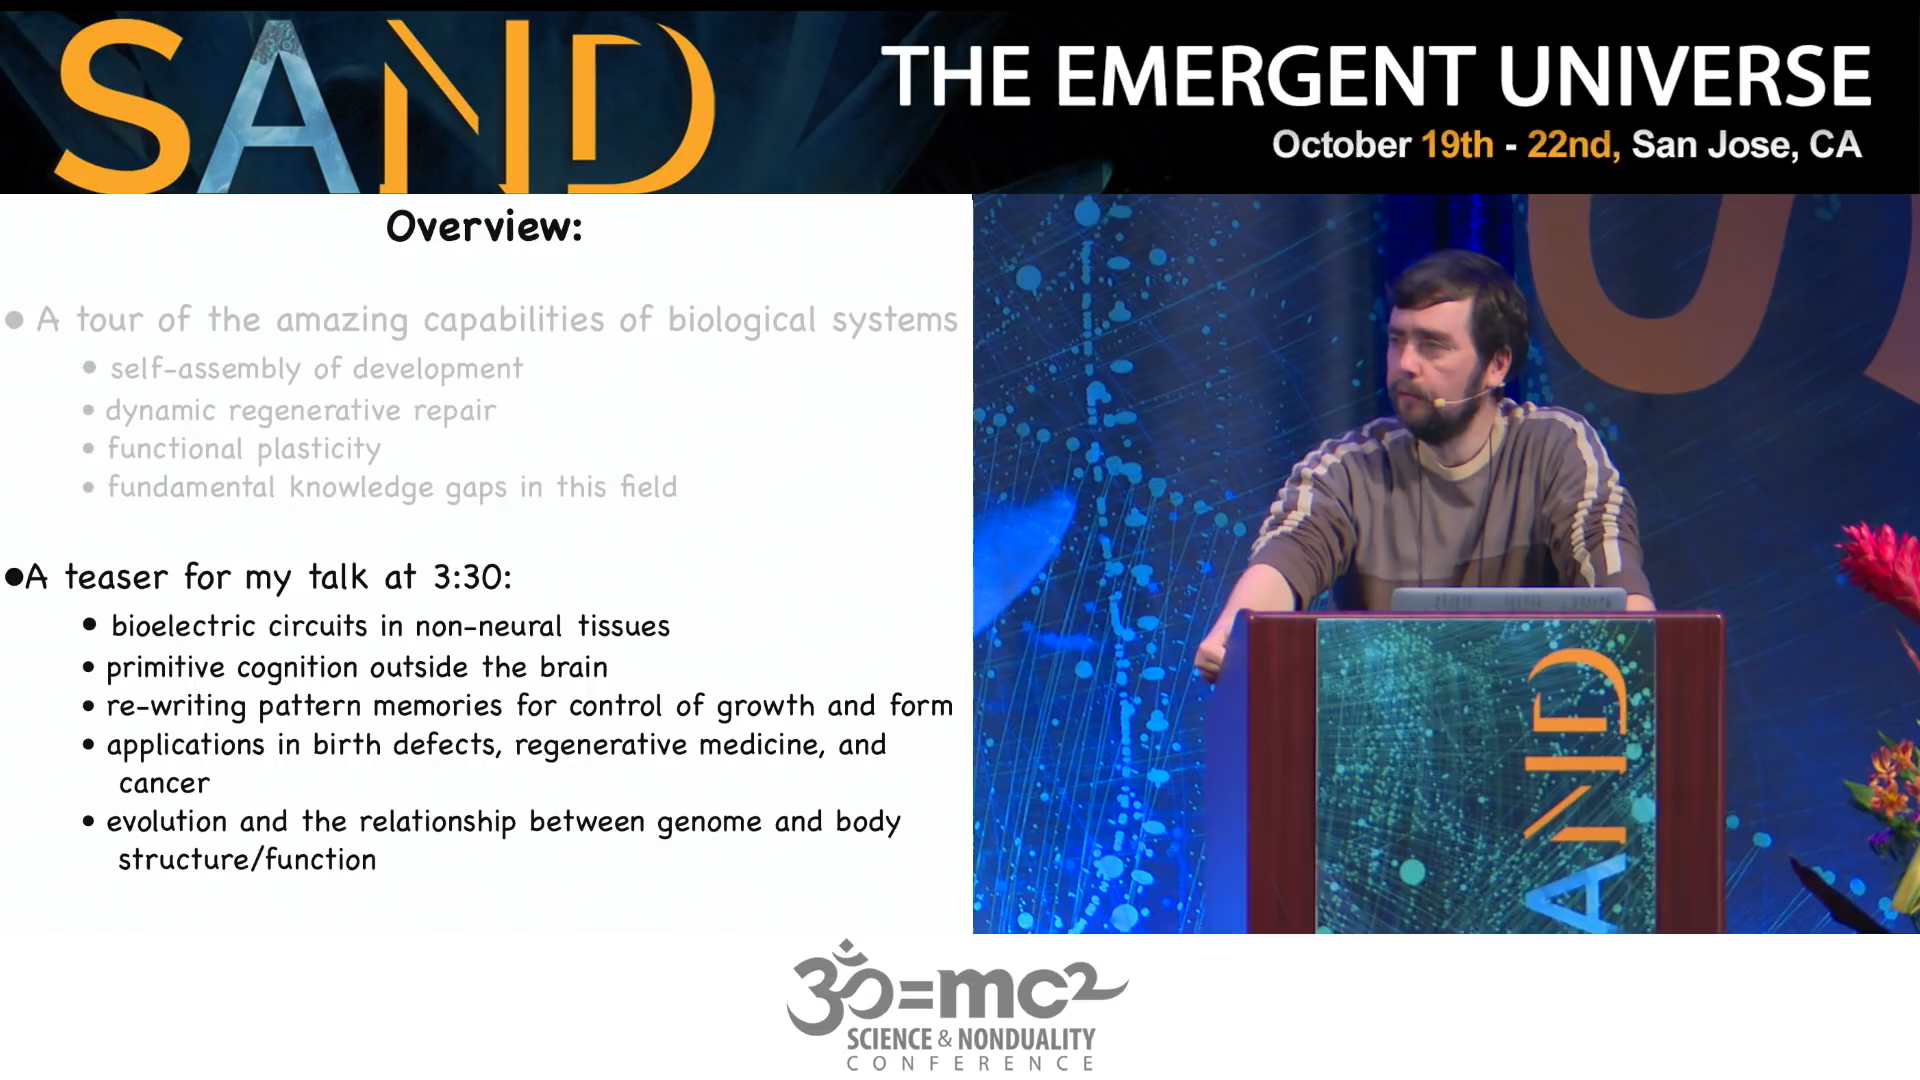 SAND
THE EMERGENT UNIVERSE
October 19th - 22nd, San Jose, CA
Overview:
• A tour of the amazing capabilities of biological systems
• self-assembly of development
• dynamic regenerative repair
• functional plasticity
• fundamental knowledge gaps in this field
•A teaser for my talk at 3:30:
• bioelectric circuits in non-neural tissues
• primitive cognition outside the brain
• re-writing pattern memories for control of growth and form
• applications in birth defects, regenerative medicine, and
cancer
• evolution and the relationship between genome and body
structure/function
AND
ॐ=mc2
SCIENCE & NONDUALITY
CONFERENCE